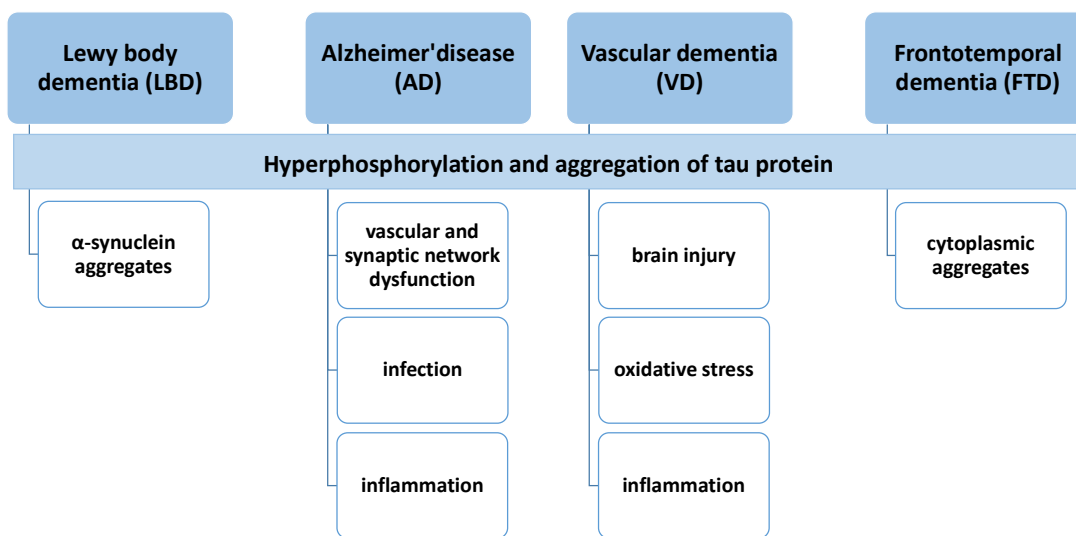 Lewy body
dementia (LBD)
Alzheimer'disease
(AD)
Vascular dementia
(VD)
Frontotemporal
dementia (FTD)
Hyperphosphorylation and aggregation of tau protein
α-synuclein
aggregates
vascular and
synaptic network
dysfunction
infection
inflammation
brain injury
oxidative stress
inflammation
cytoplasmic
aggregates